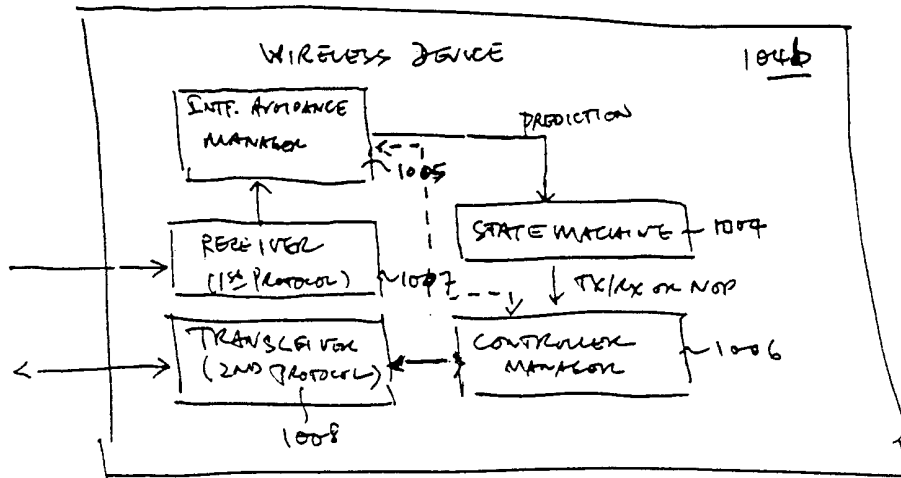 WIRELESS DEVICE
104b
INTF. AVOIDANCE
MANAGER
PREDICTION
1005
STATE MACHINE
1004
RECEIVER
(1st PROTOCOL)
1007
TX/RX OR NOP
TRANSCEIVER
(2ND PROTOCOL)
CONTROLLER
MANAGER
1006
1008